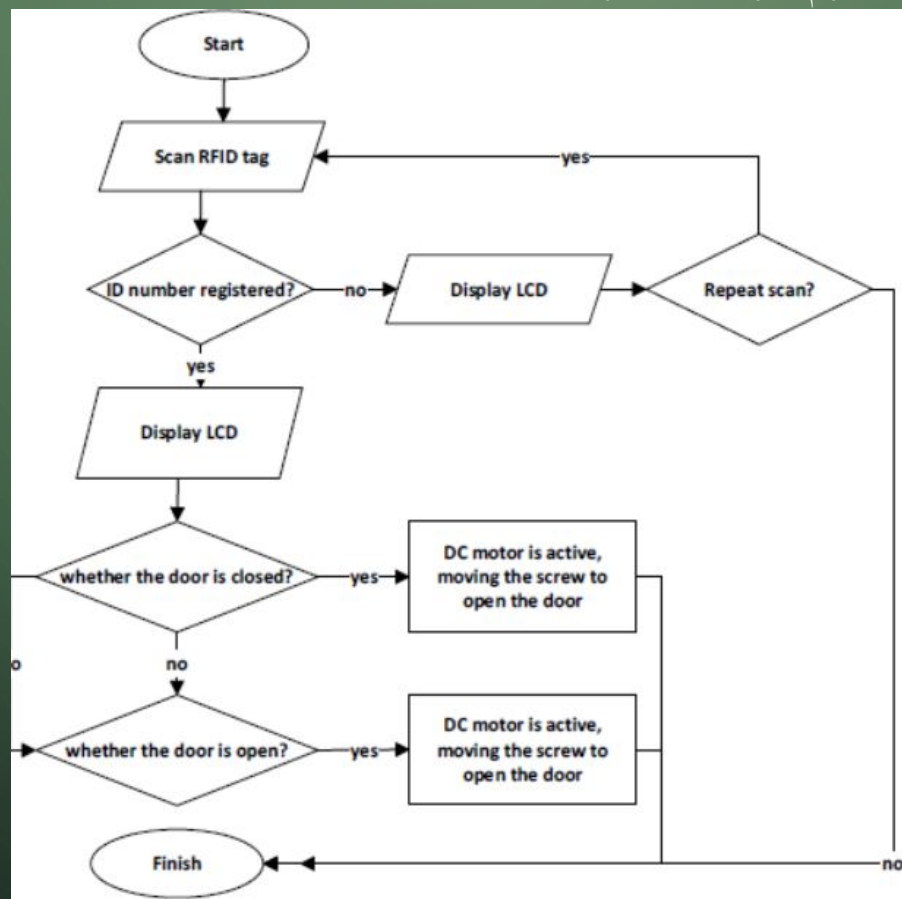 Start
Scan RFID tag
yes
ID number registered?
no
Display LCD
Repeat scan?
yes
Display LCD
whether the door is closed?
yes
DC motor is active,
moving the screw to
open the door
o
no
whether the door is open?
yes
DC motor is active,
moving the screw to
open the door
Finish
no